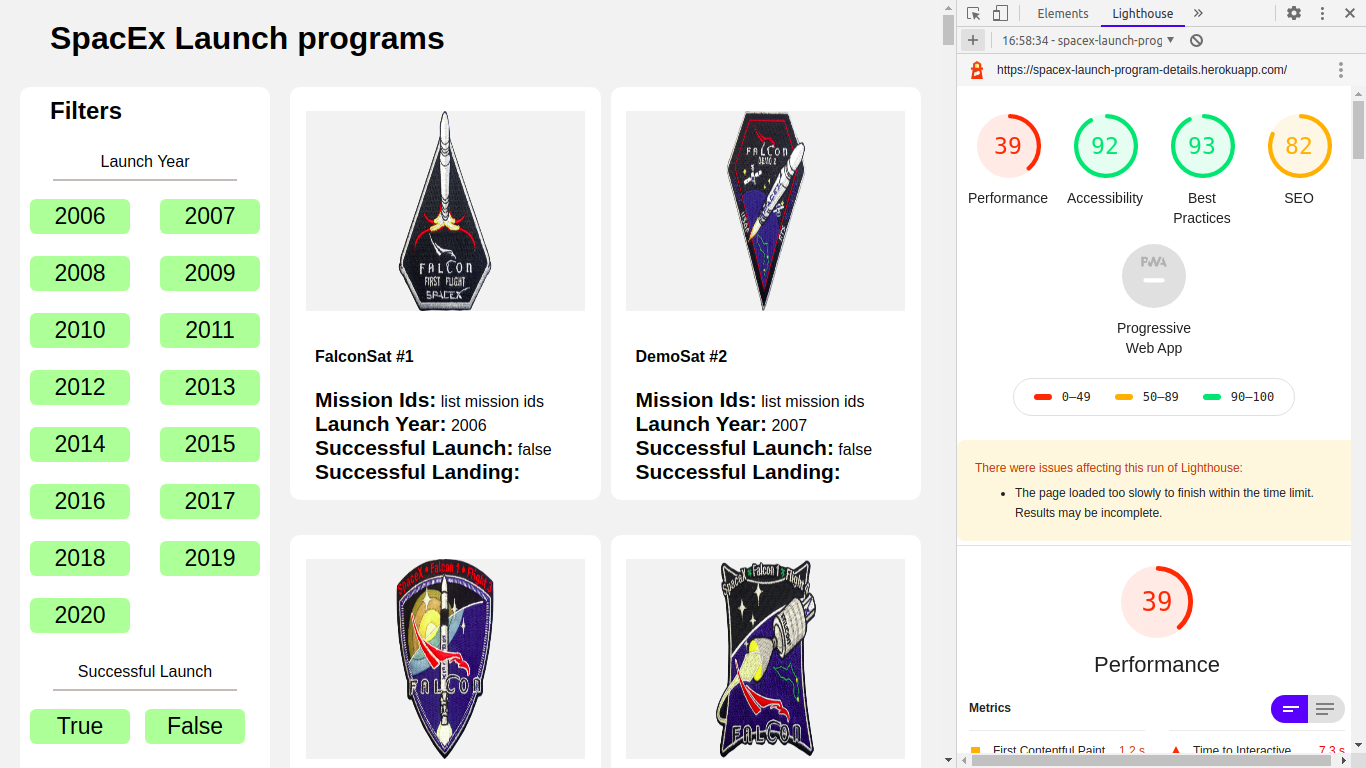 SpacEx Launch programs
Filters
Launch Year
2006 2007
2008 2009
2010 2011
2012 2013
2014 2015
2016 2017
2018 2019
2020
Successful Launch
True False
FALCON
FIRST FLIGHT
SPACEX
FalconSat #1
Mission Ids: list mission ids
Launch Year: 2006
Successful Launch: false
Successful Landing:
FALCON
DEMO 2
DemoSat #2
Mission Ids: list mission ids
Launch Year: 2007
Successful Launch: false
Successful Landing:
SpaceX • Falcon 1 • Flight 3
FALCON
SpaceX Falcon 1 Flight
FALCON
Elements Lighthouse
16:58:34 - spacex-launch-prog
https://spacex-launch-program-details.herokuapp.com/
39 92 93 82
Performance Accessibility Best Practices SEO
PWA
Progressive
Web App
0–49 50–89 90–100
There were issues affecting this run of Lighthouse:
• The page loaded too slowly to finish within the time limit.
Results may be incomplete.
39
Performance
Metrics
First Contentful Paint 1.2 s Time to Interactive 7.3 s